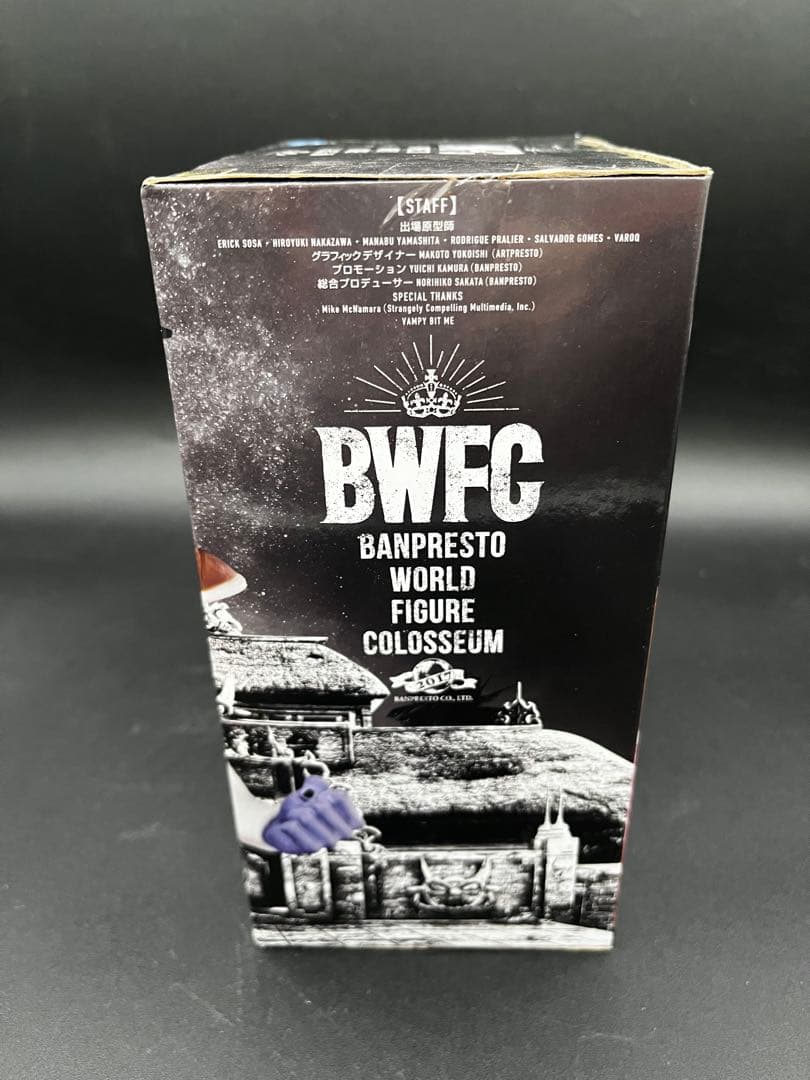 【STAFF】
出場原型師
ERICK SOSA・HIROYUKI NAKAZAWA・MANABU YAMASHITA・RODRIGUE PRALIER・SALVADOR GOMES・VAROQ
グラフィックデザイナー MAKOTO YOKOISHI (ARTPRESTO)
プロモーション YUICHI KAMURA (BANPRESTO)
総合プロデューサー NORIHIKO SAKATA (BANPRESTO)
SPECIAL THANKS
Mike McNamara (Strangely Compelling Multimedia, Inc.)
VAMPY BIT ME
BWFC
BANPRESTO
WORLD
FIGURE
COLOSSEUM
2017
BANPRESTO CO., LTD.